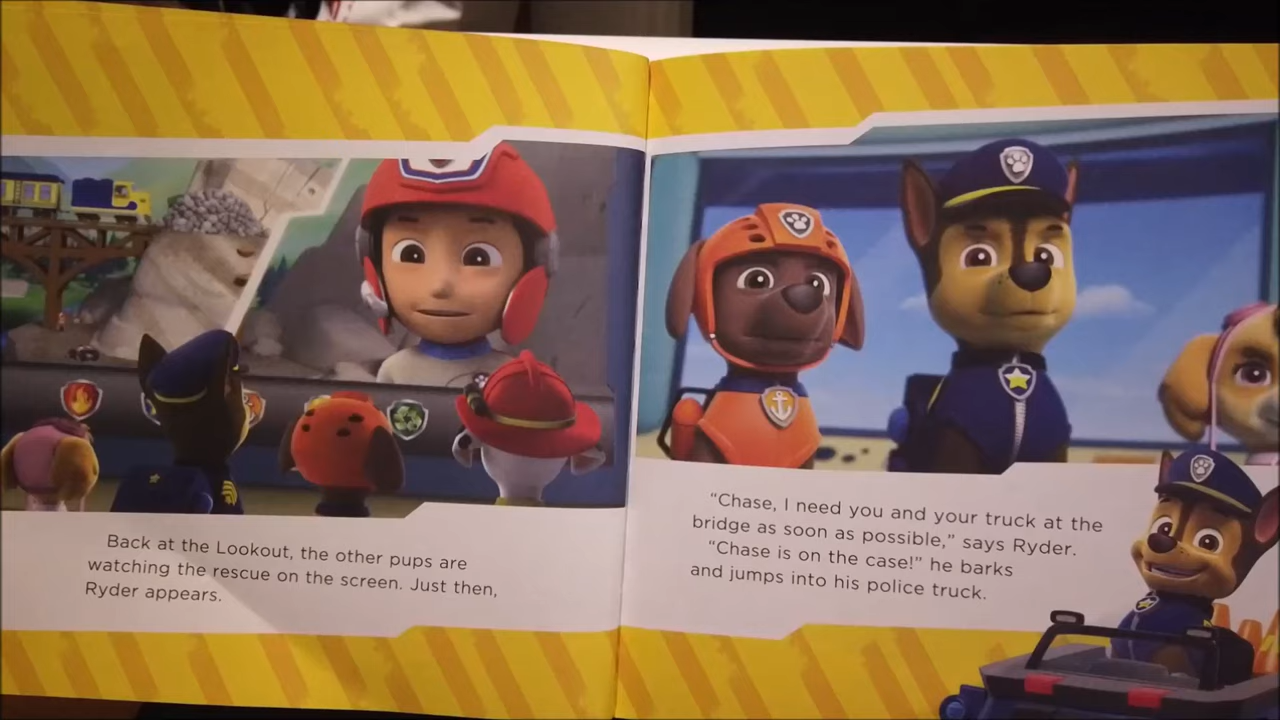 Back at the Lookout, the other pups are
watching the rescue on the screen. Just then,
Ryder appears.
“Chase, I need you and your truck at the
bridge as soon as possible,” says Ryder.
“Chase is on the case!” he barks
and jumps into his police truck.